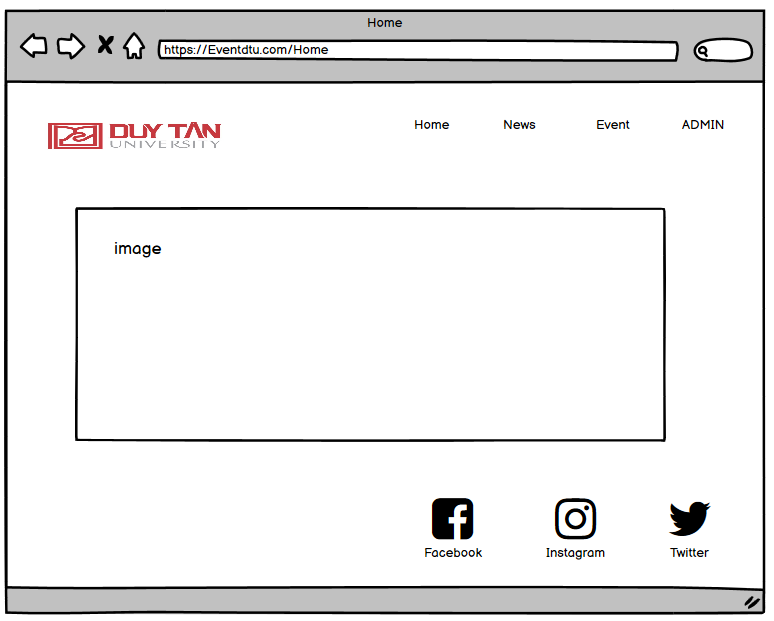 Home
https://Eventdtu.com/Home
DUY TAN
UNIVERSITY
Home News Event ADMIN
image
Facebook Instagram Twitter